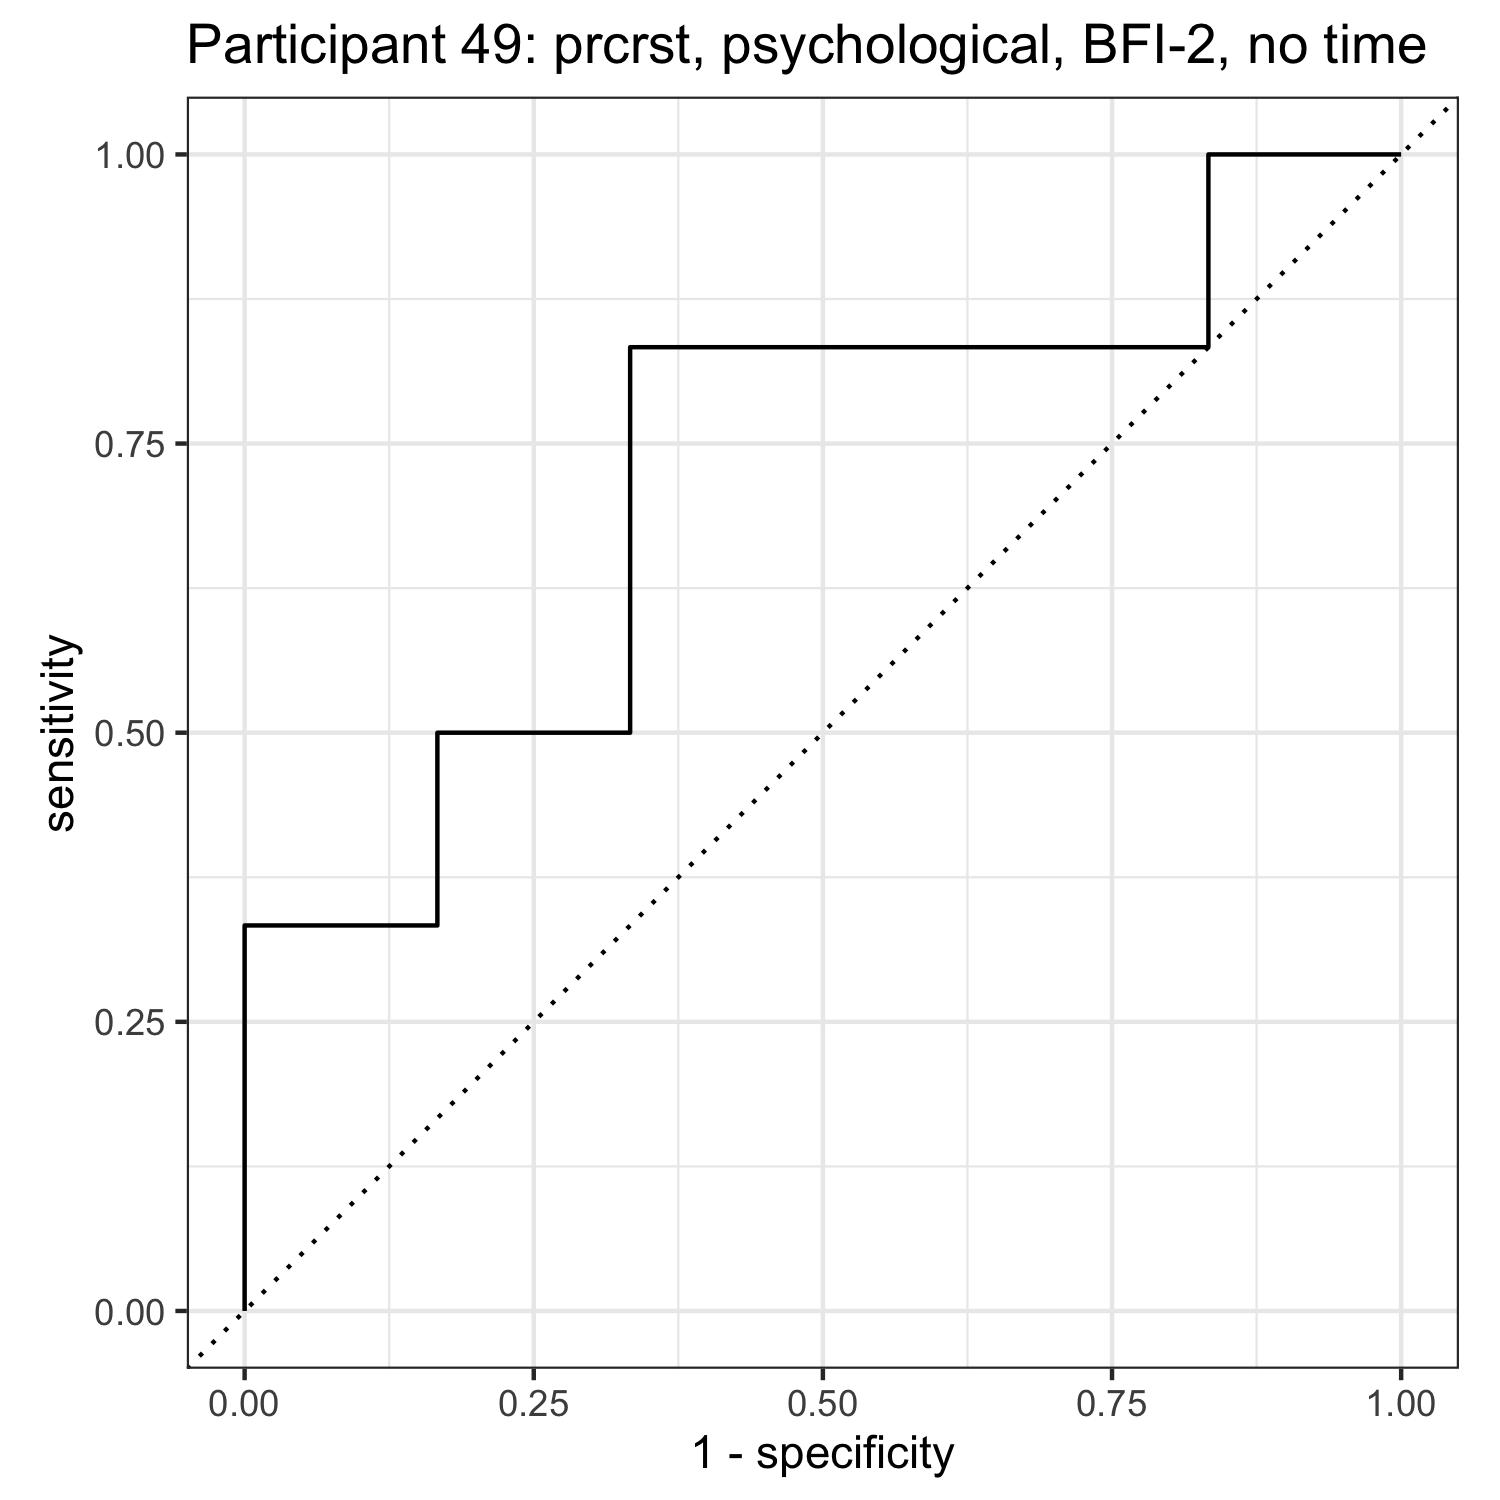 Participant 49: prcrst, psychological, BFI-2, no time
sensitivity
1.00
0.75
0.50
0.25
0.00
0.00 0.25 0.50 0.75 1.00
1 - specificity